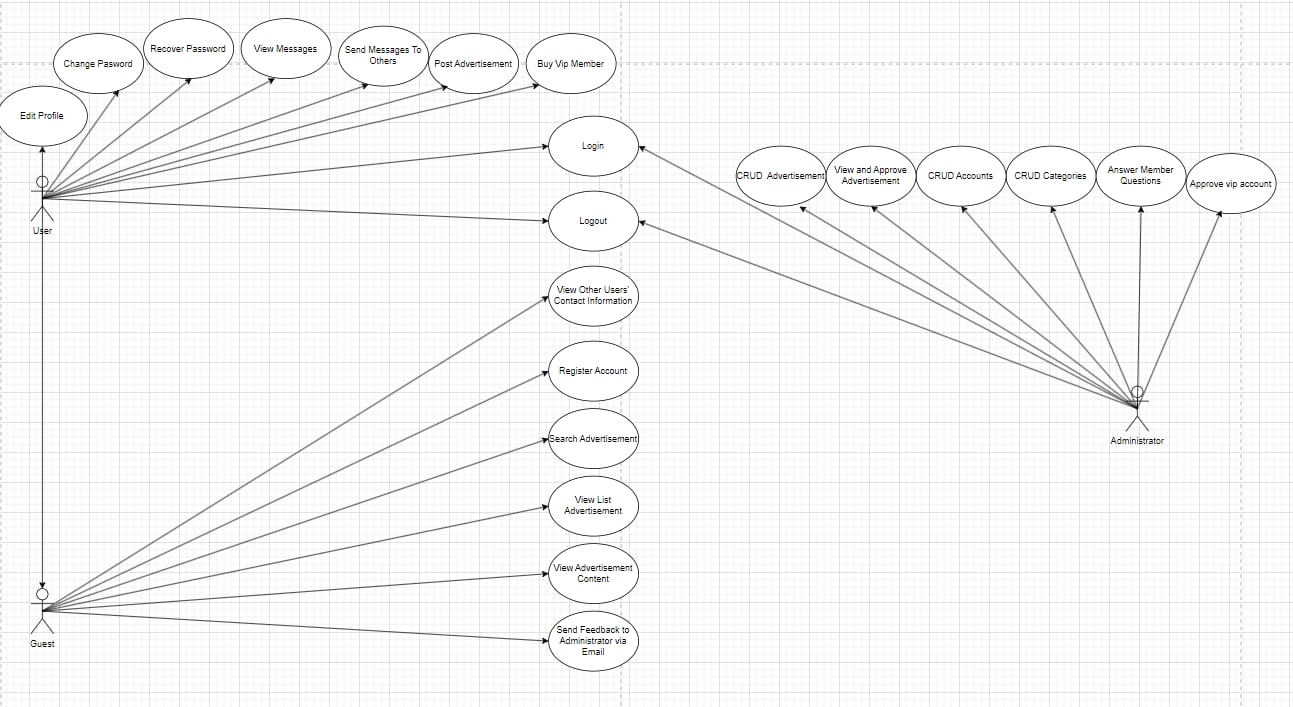 Change Pasword
Recover Password
View Messages
Send Messages To
Others
Post Advertisement
Buy Vip Member
Edit Profile
User
Login
Logout
CRUD Advertisement
View and Approve
Advertisement
CRUD Accounts
CRUD Categories
Answer Member
Questions
Approve vip account
View Other Users'
Contact Information
Register Account
Search Advertisement
View List
Advertisement
View Advertisement
Content
Send Feedback to
Administrator via
Email
Administrator
Guest